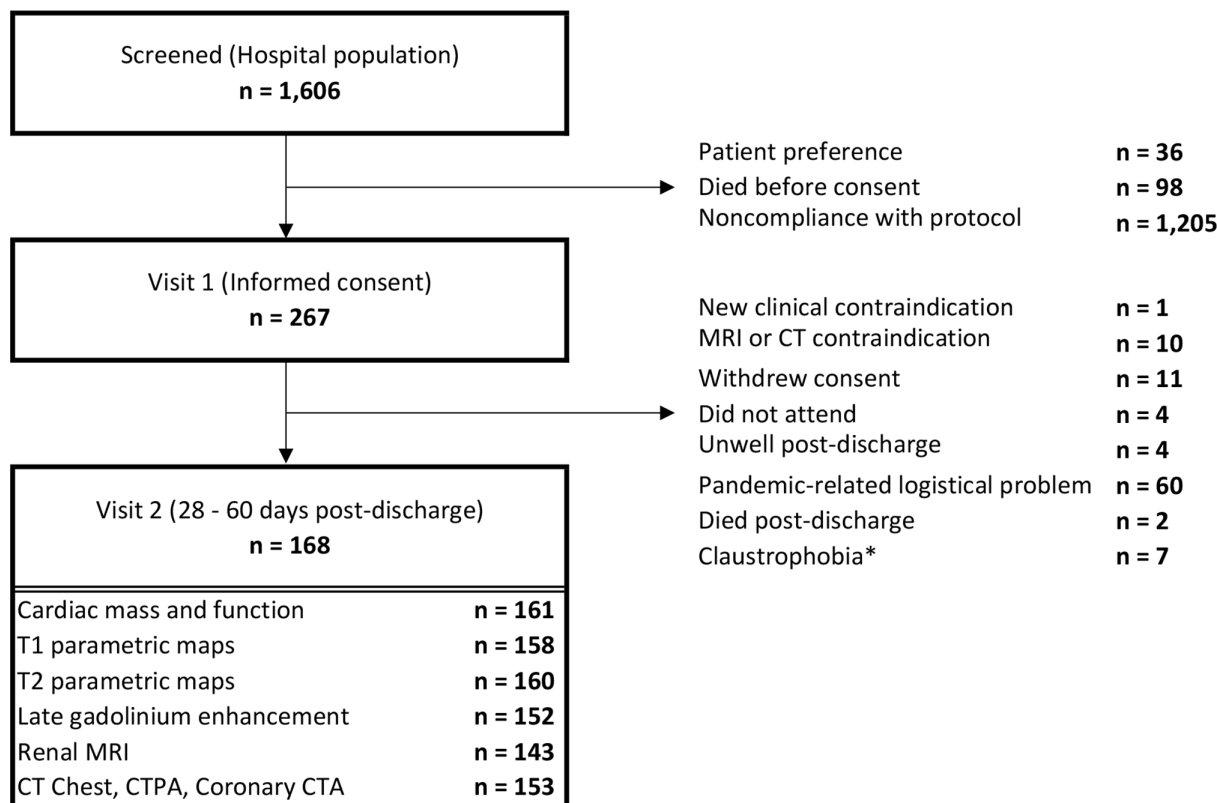 Screened (Hospital population)
n = 1,606
Patient preference n = 36
Died before consent n = 98
Noncompliance with protocol n = 1,205
Visit 1 (Informed consent)
n = 267
New clinical contraindication n = 1
MRI or CT contraindication n = 10
Withdrew consent n = 11
Did not attend n = 4
Unwell post-discharge n = 4
Pandemic-related logistical problem n = 60
Died post-discharge n = 2
Claustrophobia* n = 7
Visit 2 (28 - 60 days post-discharge)
n = 168
Cardiac mass and function n = 161
T1 parametric maps n = 158
T2 parametric maps n = 160
Late gadolinium enhancement n = 152
Renal MRI n = 143
CT Chest, CTPA, Coronary CTA n = 153